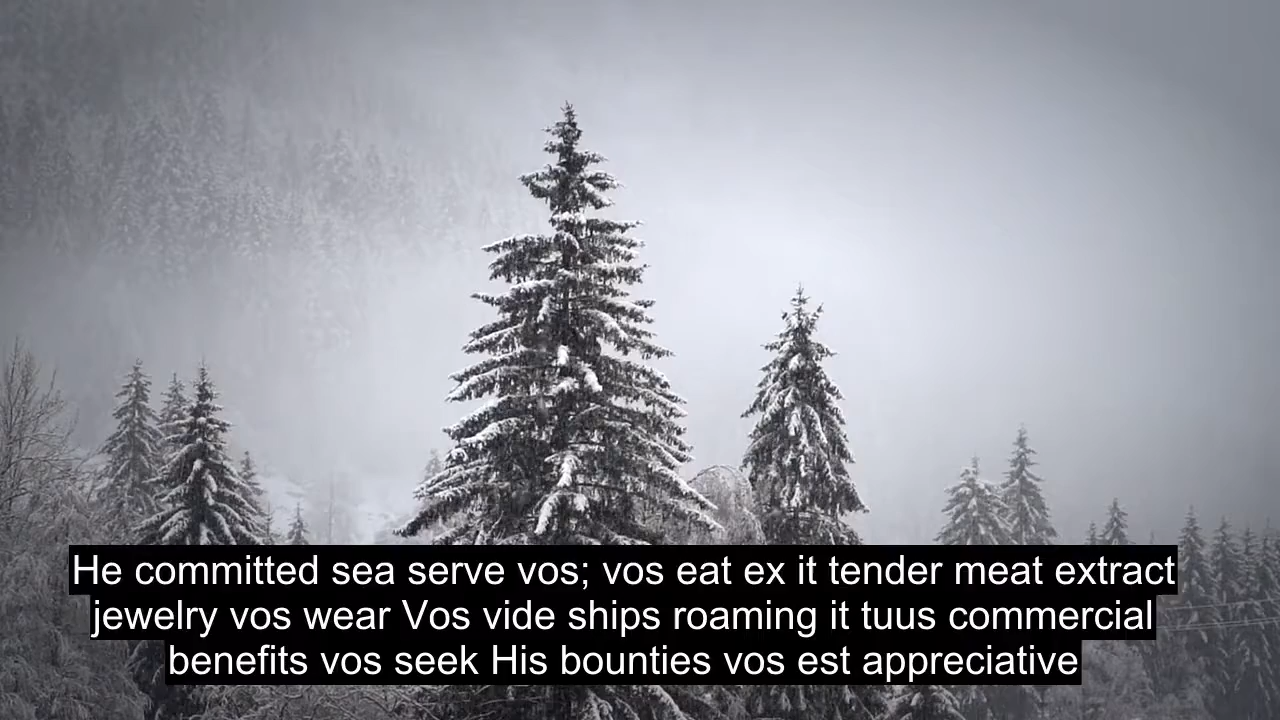 He committed sea serve vos; vos eat ex it tender meat extract
jewelry vos wear Vos vide ships roaming it tuus commercial
benefits vos seek His bounties vos est appreciative